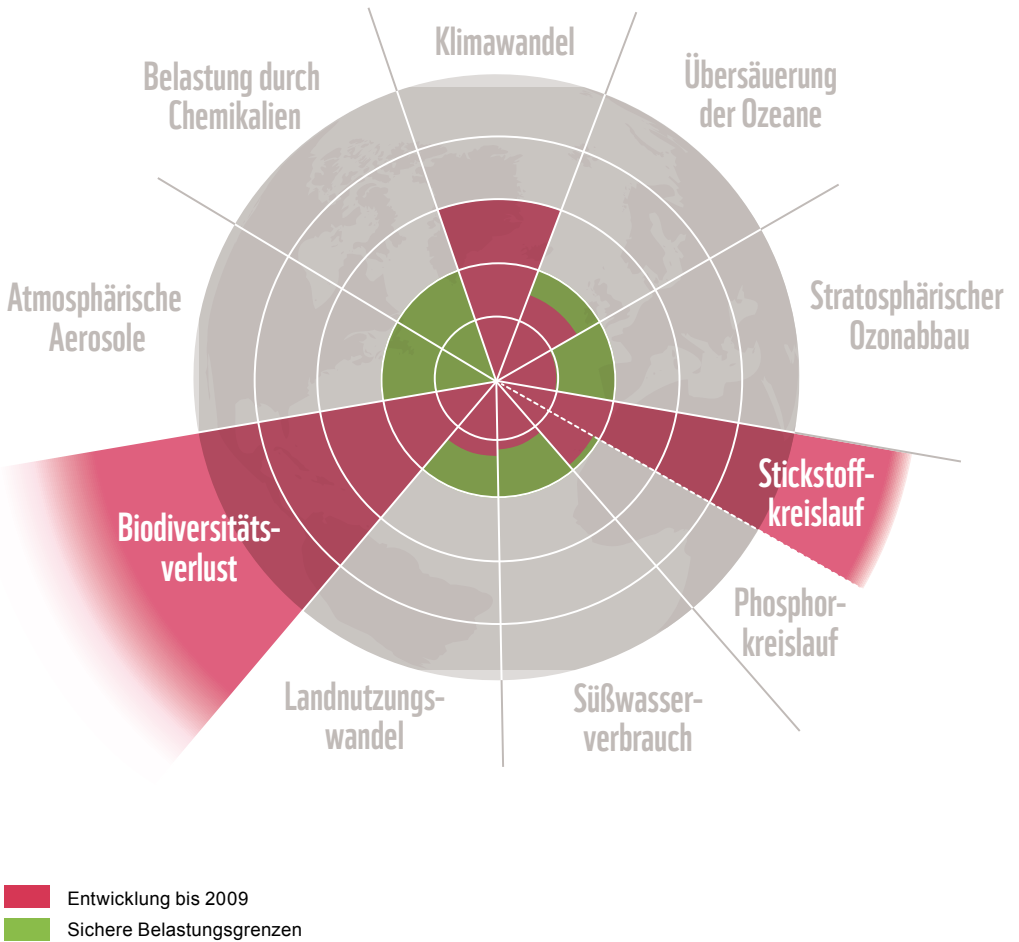 Klimawandel
Übersäuerung
der Ozeane
Stratosphärischer
Ozonabbau
Stickstoff-
kreislauf
Phosphor-
kreislauf
Süßwasser-
verbrauch
Landnutzungs-
wandel
Biodiversitäts-
verlust
Atmosphärische
Aerosole
Belastung durch
Chemikalien
Entwicklung bis 2009
Sichere Belastungsgrenzen